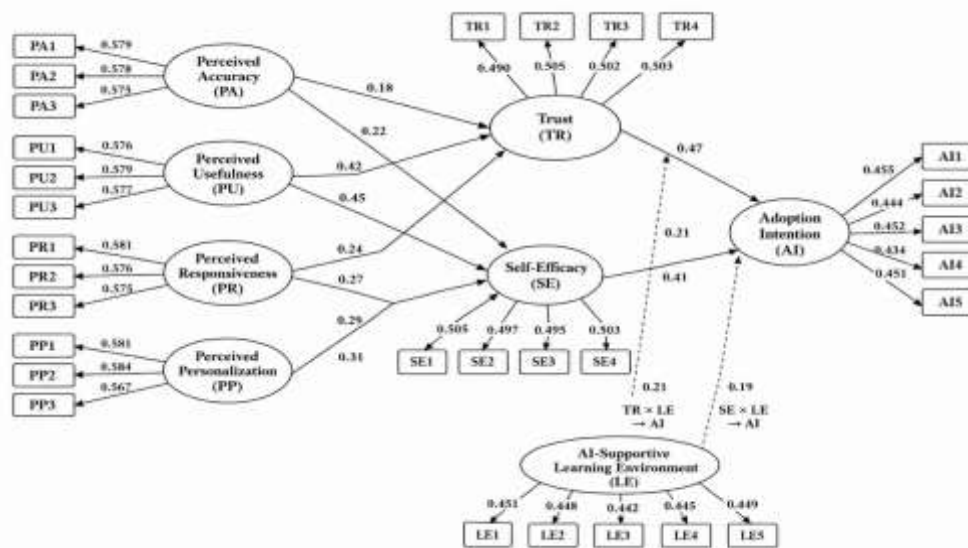 TR1 TR2 TR3 TR4
0.490 0.505 0.502 0.503
PA1
PA2
PA3
0.579
0.578
0.575
Perceived
Accuracy
(PA)
0.18
0.22
Trust
(TR)
PU1
PU2
PU3
0.576
0.579
0.577
Perceived
Usefulness
(PU)
0.42
0.45
0.47
PR1
PR2
PR3
0.581
0.576
0.575
Perceived
Responsiveness
(PR)
0.24
0.27
PP1
PP2
PP3
0.581
0.584
0.567
Perceived
Personalization
(PP)
0.29
0.31
Self-Efficacy
(SE)
0.505 0.497 0.495 0.503
SE1 SE2 SE3 SE4
0.21
0.41
Adoption
Intention
(AI)
0.455
0.444
0.452
0.434
0.451
AI1
AI2
AI3
AI4
AI5
0.21
TR × LE
→ AI
0.19
SE × LE
→ AI
AI-Supportive
Learning Environment
(LE)
0.451 0.448 0.442 0.445 0.449
LE1 LE2 LE3 LE4 LE5